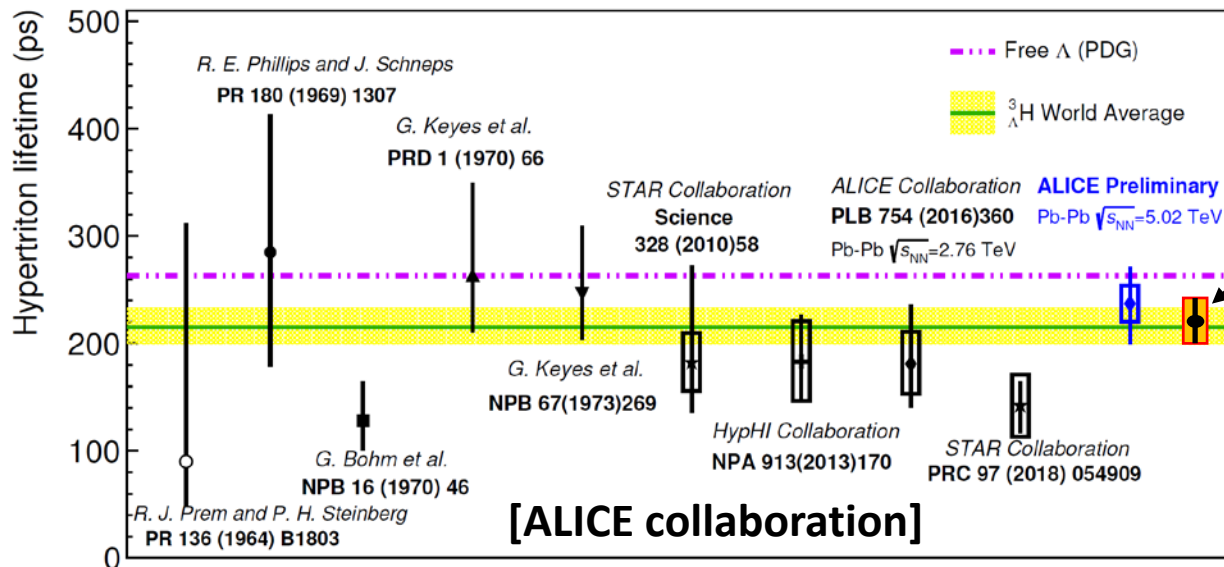 Hypertriton lifetime (ps)
500
400
300
200
100
0
R. E. Phillips and J. Schneps
PR 180 (1969) 1307
G. Keyes et al.
PRD 1 (1970) 66
STAR Collaboration
Science
328 (2010)58
ALICE Collaboration
PLB 754 (2016)360
Pb-Pb √sNN=2.76 TeV
ALICE Preliminary
Pb-Pb √sNN=5.02 TeV
Free Λ (PDG)
³ΛH World Average
G. Keyes et al.
NPB 67(1973)269
G. Bohm et al.
NPB 16 (1970) 46
HypHI Collaboration
NPA 913(2013)170
STAR Collaboration
PRC 97 (2018) 054909
R. J. Prem and P. H. Steinberg
PR 136 (1964) B1803
[ALICE collaboration]